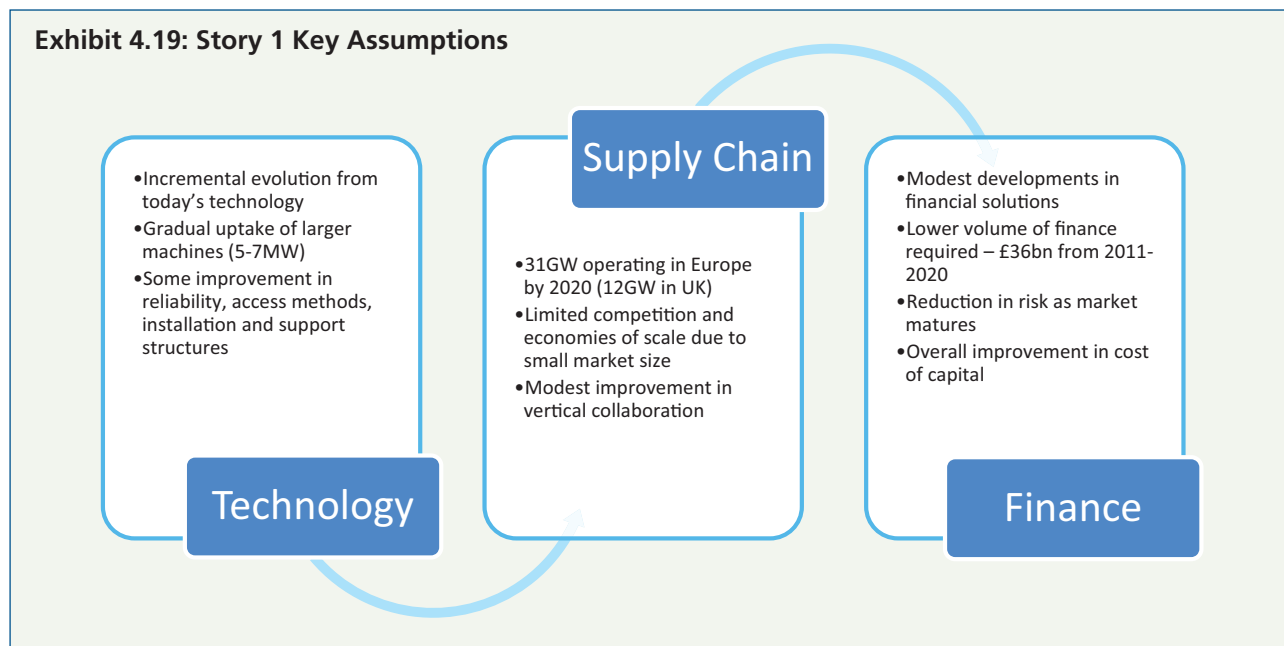 Exhibit 4.19: Story 1 Key Assumptions
•Incremental evolution from
today's technology
•Gradual uptake of larger
machines (5-7MW)
•Some improvement in
reliability, access methods,
installation and support
structures
Technology
Supply Chain
•31GW operating in Europe
by 2020 (12GW in UK)
•Limited competition and
economies of scale due to
small market size
•Modest improvement in
vertical collaboration
•Modest developments in
financial solutions
•Lower volume of finance
required – £36bn from 2011-
2020
•Reduction in risk as market
matures
•Overall improvement in cost
of capital
Finance